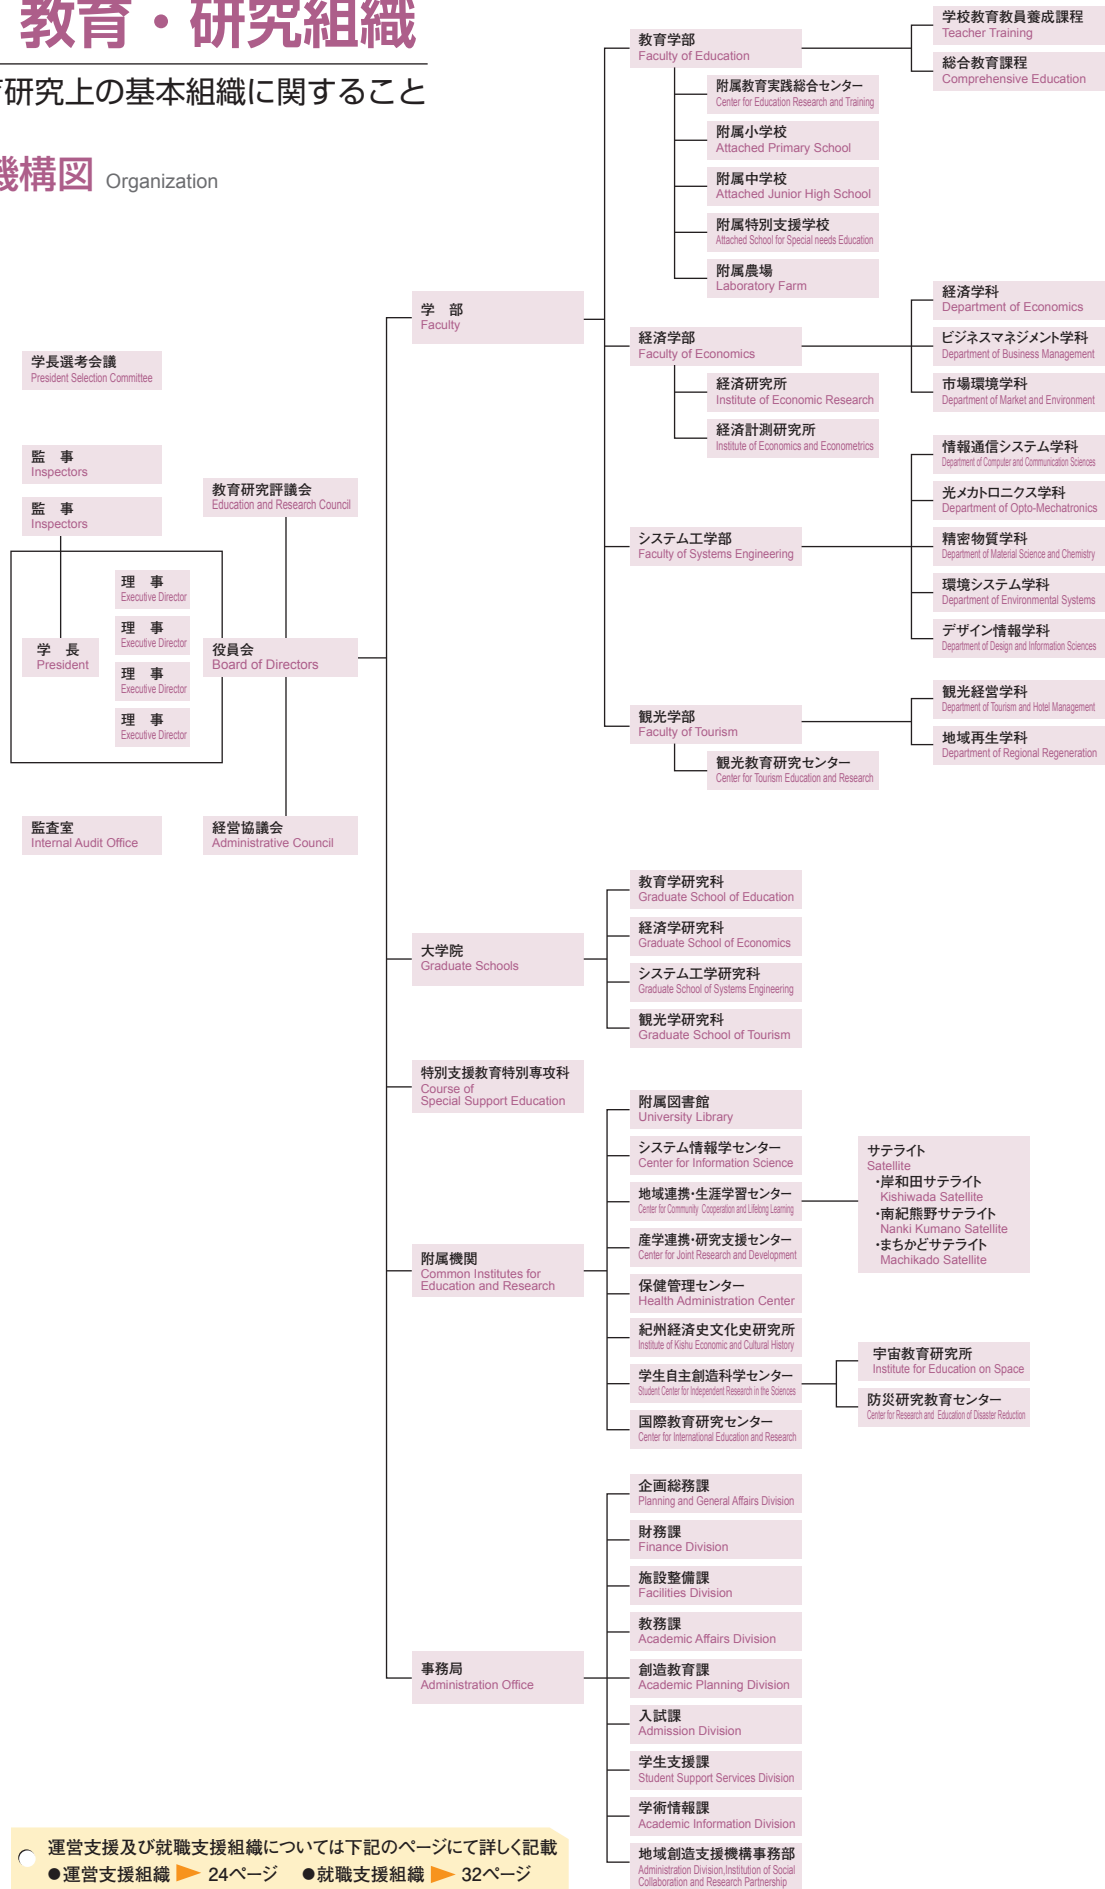 教育・研究組織
育研究上の基本組織に関すること
機構図 Organization
学長選考会議
President Selection Committee
監　事
Inspectors
監　事
Inspectors
学　長
President
理　事
Executive Director
理　事
Executive Director
理　事
Executive Director
理　事
Executive Director
監査室
Internal Audit Office
教育研究評議会
Education and Research Council
役員会
Board of Directors
経営協議会
Administrative Council
学　部
Faculty
教育学部
Faculty of Education
学校教育教員養成課程
Teacher Training
総合教育課程
Comprehensive Education
附属教育実践総合センター
Center for Education Research and Training
附属小学校
Attached Primary School
附属中学校
Attached Junior High School
附属特別支援学校
Attached School for Special needs Education
附属農場
Laboratory Farm
経済学部
Faculty of Economics
経済学科
Department of Economics
ビジネスマネジメント学科
Department of Business Management
市場環境学科
Department of Market and Environment
経済研究所
Institute of Economic Research
経済計測研究所
Institute of Economics and Econometrics
システム工学部
Faculty of Systems Engineering
情報通信システム学科
Department of Computer and Communication Sciences
光メカトロニクス学科
Department of Opto-Mechatronics
精密物質学科
Department of Material Science and Chemistry
環境システム学科
Department of Environmental Systems
デザイン情報学科
Department of Design and Information Sciences
観光学部
Faculty of Tourism
観光経営学科
Department of Tourism and Hotel Management
地域再生学科
Department of Regional Regeneration
観光教育研究センター
Center for Tourism Education and Research
大学院
Graduate Schools
教育学研究科
Graduate School of Education
経済学研究科
Graduate School of Economics
システム工学研究科
Graduate School of Systems Engineering
観光学研究科
Graduate School of Tourism
特別支援教育特別専攻科
Course of
Special Support Education
附属機関
Common Institutes for
Education and Research
附属図書館
University Library
システム情報学センター
Center for Information Science
地域連携・生涯学習センター
Center for Community Cooperation and Lifelong Learning
サテライト
Satellite
・岸和田サテライト
Kishiwada Satellite
・南紀熊野サテライト
Nanki Kumano Satellite
・まちかどサテライト
Machikado Satellite
産学連携・研究支援センター
Center for Joint Research and Development
保健管理センター
Health Administration Center
紀州経済史文化史研究所
Institute of Kishu Economic and Cultural History
学生自主創造科学センター
Student Center for Independent Research in the Sciences
宇宙教育研究所
Institute for Education on Space
防災研究教育センター
Center for Research and Education of Disaster Reduction
国際教育研究センター
Center for International Education and Research
事務局
Administration Office
企画総務課
Planning and General Affairs Division
財務課
Finance Division
施設整備課
Facilities Division
教務課
Academic Affairs Division
創造教育課
Academic Planning Division
入試課
Admission Division
学生支援課
Student Support Services Division
学術情報課
Academic Information Division
地域創造支援機構事務部
Administration Division,Institution of Social
Collaboration and Research Partnership
運営支援及び就職支援組織については下記のページにて詳しく記載
●運営支援組織 ▶ 24ページ　●就職支援組織 ▶ 32ページ